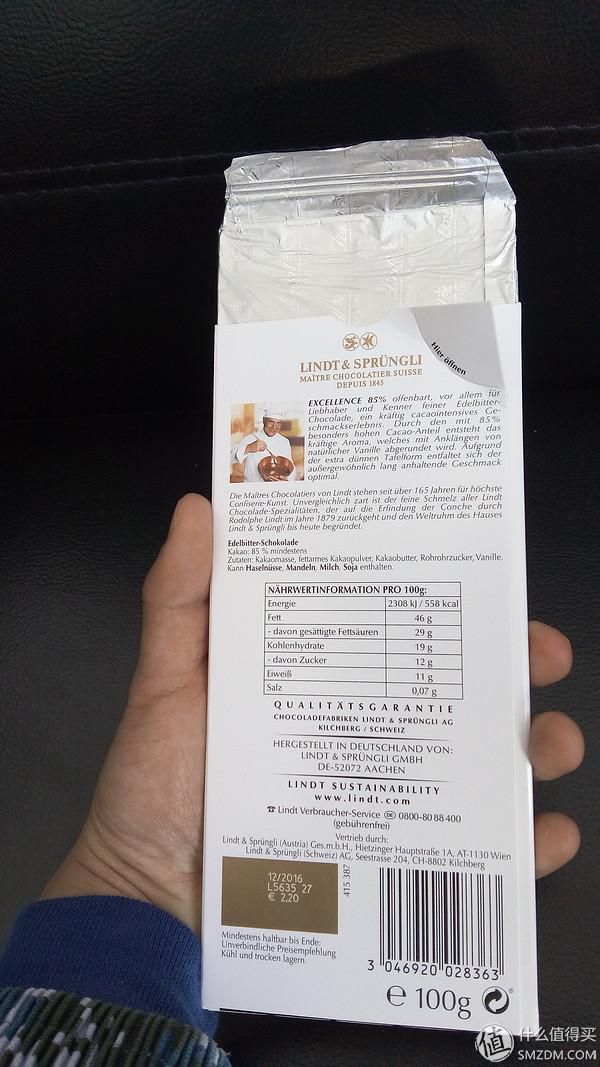 Hier öffnen
LINDT & SPRÜNGLI
MAÎTRE CHOCOLATIER SUISSE
DEPUIS 1845
EXCELLENCE 85% offenbart, vor allem für
Liebhaber und Kenner feiner Edelbitter-
Chocolade, ein kräftig cacaointensives Ge-
schmackserlebnis. Durch den mit 85%
besonders hohen Cacao-Anteil entsteht das
kräftige Aroma, welches mit Anklängen von
natürlicher Vanille abgerundet wird. Aufgrund
der extra dünnen Tafelform entfaltet sich der
außergewöhnlich lang anhaltende Geschmack
optimal.
Die Maîtres Chocolatiers von Lindt stehen seit über 165 Jahren für höchste
Confiserie-Kunst. Unvergleichlich zart ist der feine Schmelz aller Lindt
Chocolade-Spezialitäten, der auf die Erfindung der Conche durch
Rodolphe Lindt im Jahre 1879 zurückgeht und den Weltruhm des Hauses
Lindt & Sprüngli bis heute begründet.
Edelbitter-Schokolade
Kakao: 85 % mindestens
Zutaten: Kakaomasse, fettarmes Kakaopulver, Kakaobutter, Rohrohrzucker, Vanille.
Kann Haselnüsse, Mandeln, Milch, Soja enthalten.
NÄHRWERTINFORMATION PRO 100g:
Energie 2308 kJ / 558 kcal
Fett 46 g
- davon gesättigte Fettsäuren 29 g
Kohlenhydrate 19 g
- davon Zucker 12 g
Eiweiß 11 g
Salz 0,07 g
QUALITÄTSGARANTIE
CHOCOLADEFABRIKEN LINDT & SPRÜNGLI AG
KILCHBERG / SCHWEIZ
HERGESTELLT IN DEUTSCHLAND VON:
LINDT & SPRÜNGLI GMBH
DE-52072 AACHEN
LINDT SUSTAINABILITY
www.lindt.com
☎ Lindt Verbraucher-Service DE 0800-80 88 400
(gebührenfrei)
Vertrieb durch:
Lindt & Sprüngli (Austria) Ges.m.b.H., Hietzinger Hauptstraße 1A, AT-1130 Wien
Lindt & Sprüngli (Schweiz) AG, Seestrasse 204, CH-8802 Kilchberg
12/2016
L5635 27
€ 2,20
415 387
Mindestens haltbar bis Ende:
Unverbindliche Preisempfehlung
Kühl und trocken lagern.
3 046920 028363
e 100g
值 什么值得买
SMZDM.COM